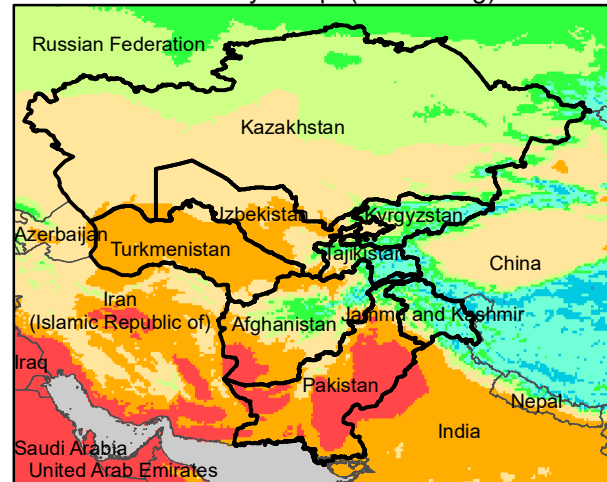 Russian Federation
Kazakhstan
Uzbekistan
Kyrgyzstan
Azerbaijan
Turkmenistan
Tajikistan
China
Iran
(Islamic Republic of)
Afghanistan
Jammu and Kashmir
Iraq
Pakistan
Nepal
India
Saudi Arabia
United Arab Emirates